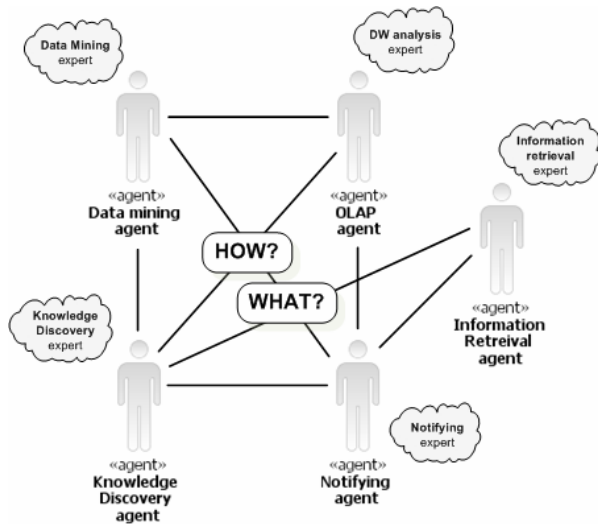 Data Mining
expert
DW analysis
expert
Information
retrieval
expert
«agent»
Data mining
agent
«agent»
OLAP
agent
HOW?
WHAT?
«agent»
Information
Retreival
agent
Knowledge
Discovery
expert
«agent»
Knowledge
Discovery
agent
«agent»
Notifying
agent
Notifying
expert